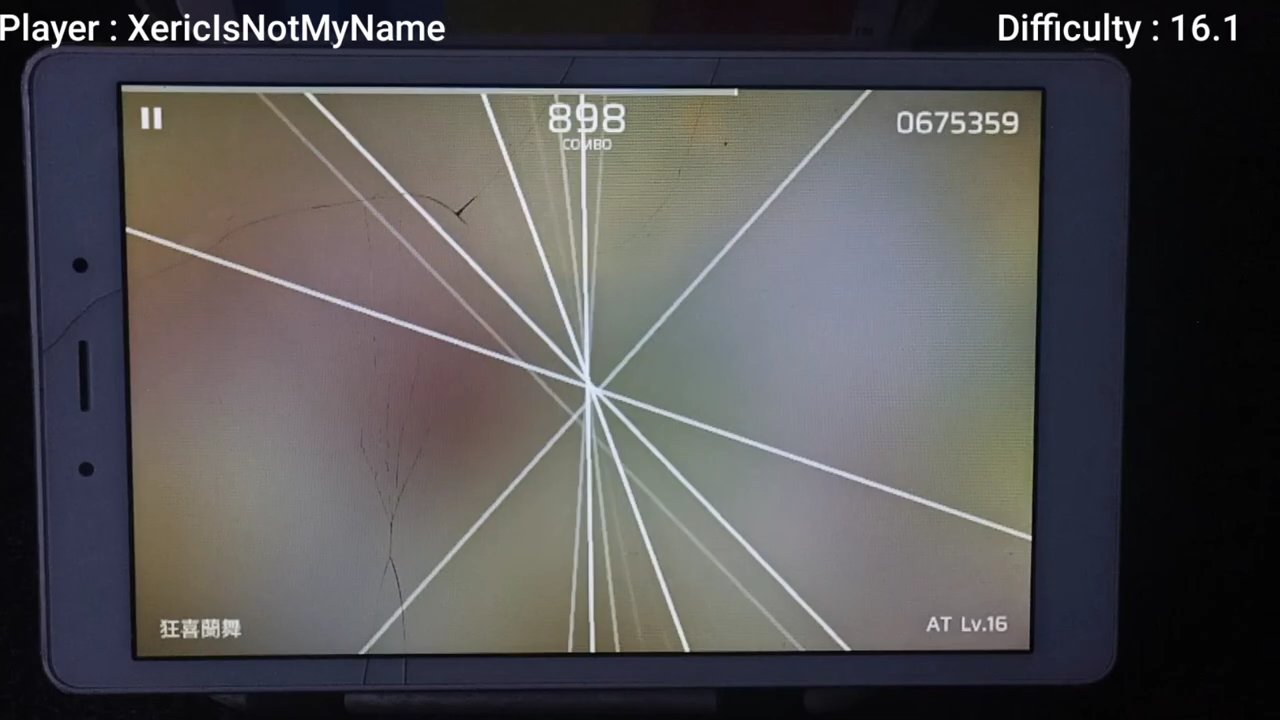 Player : XericIsNotMyName
Difficulty : 16.1
898
COMBO
0675359
狂喜蘭舞
AT Lv.16